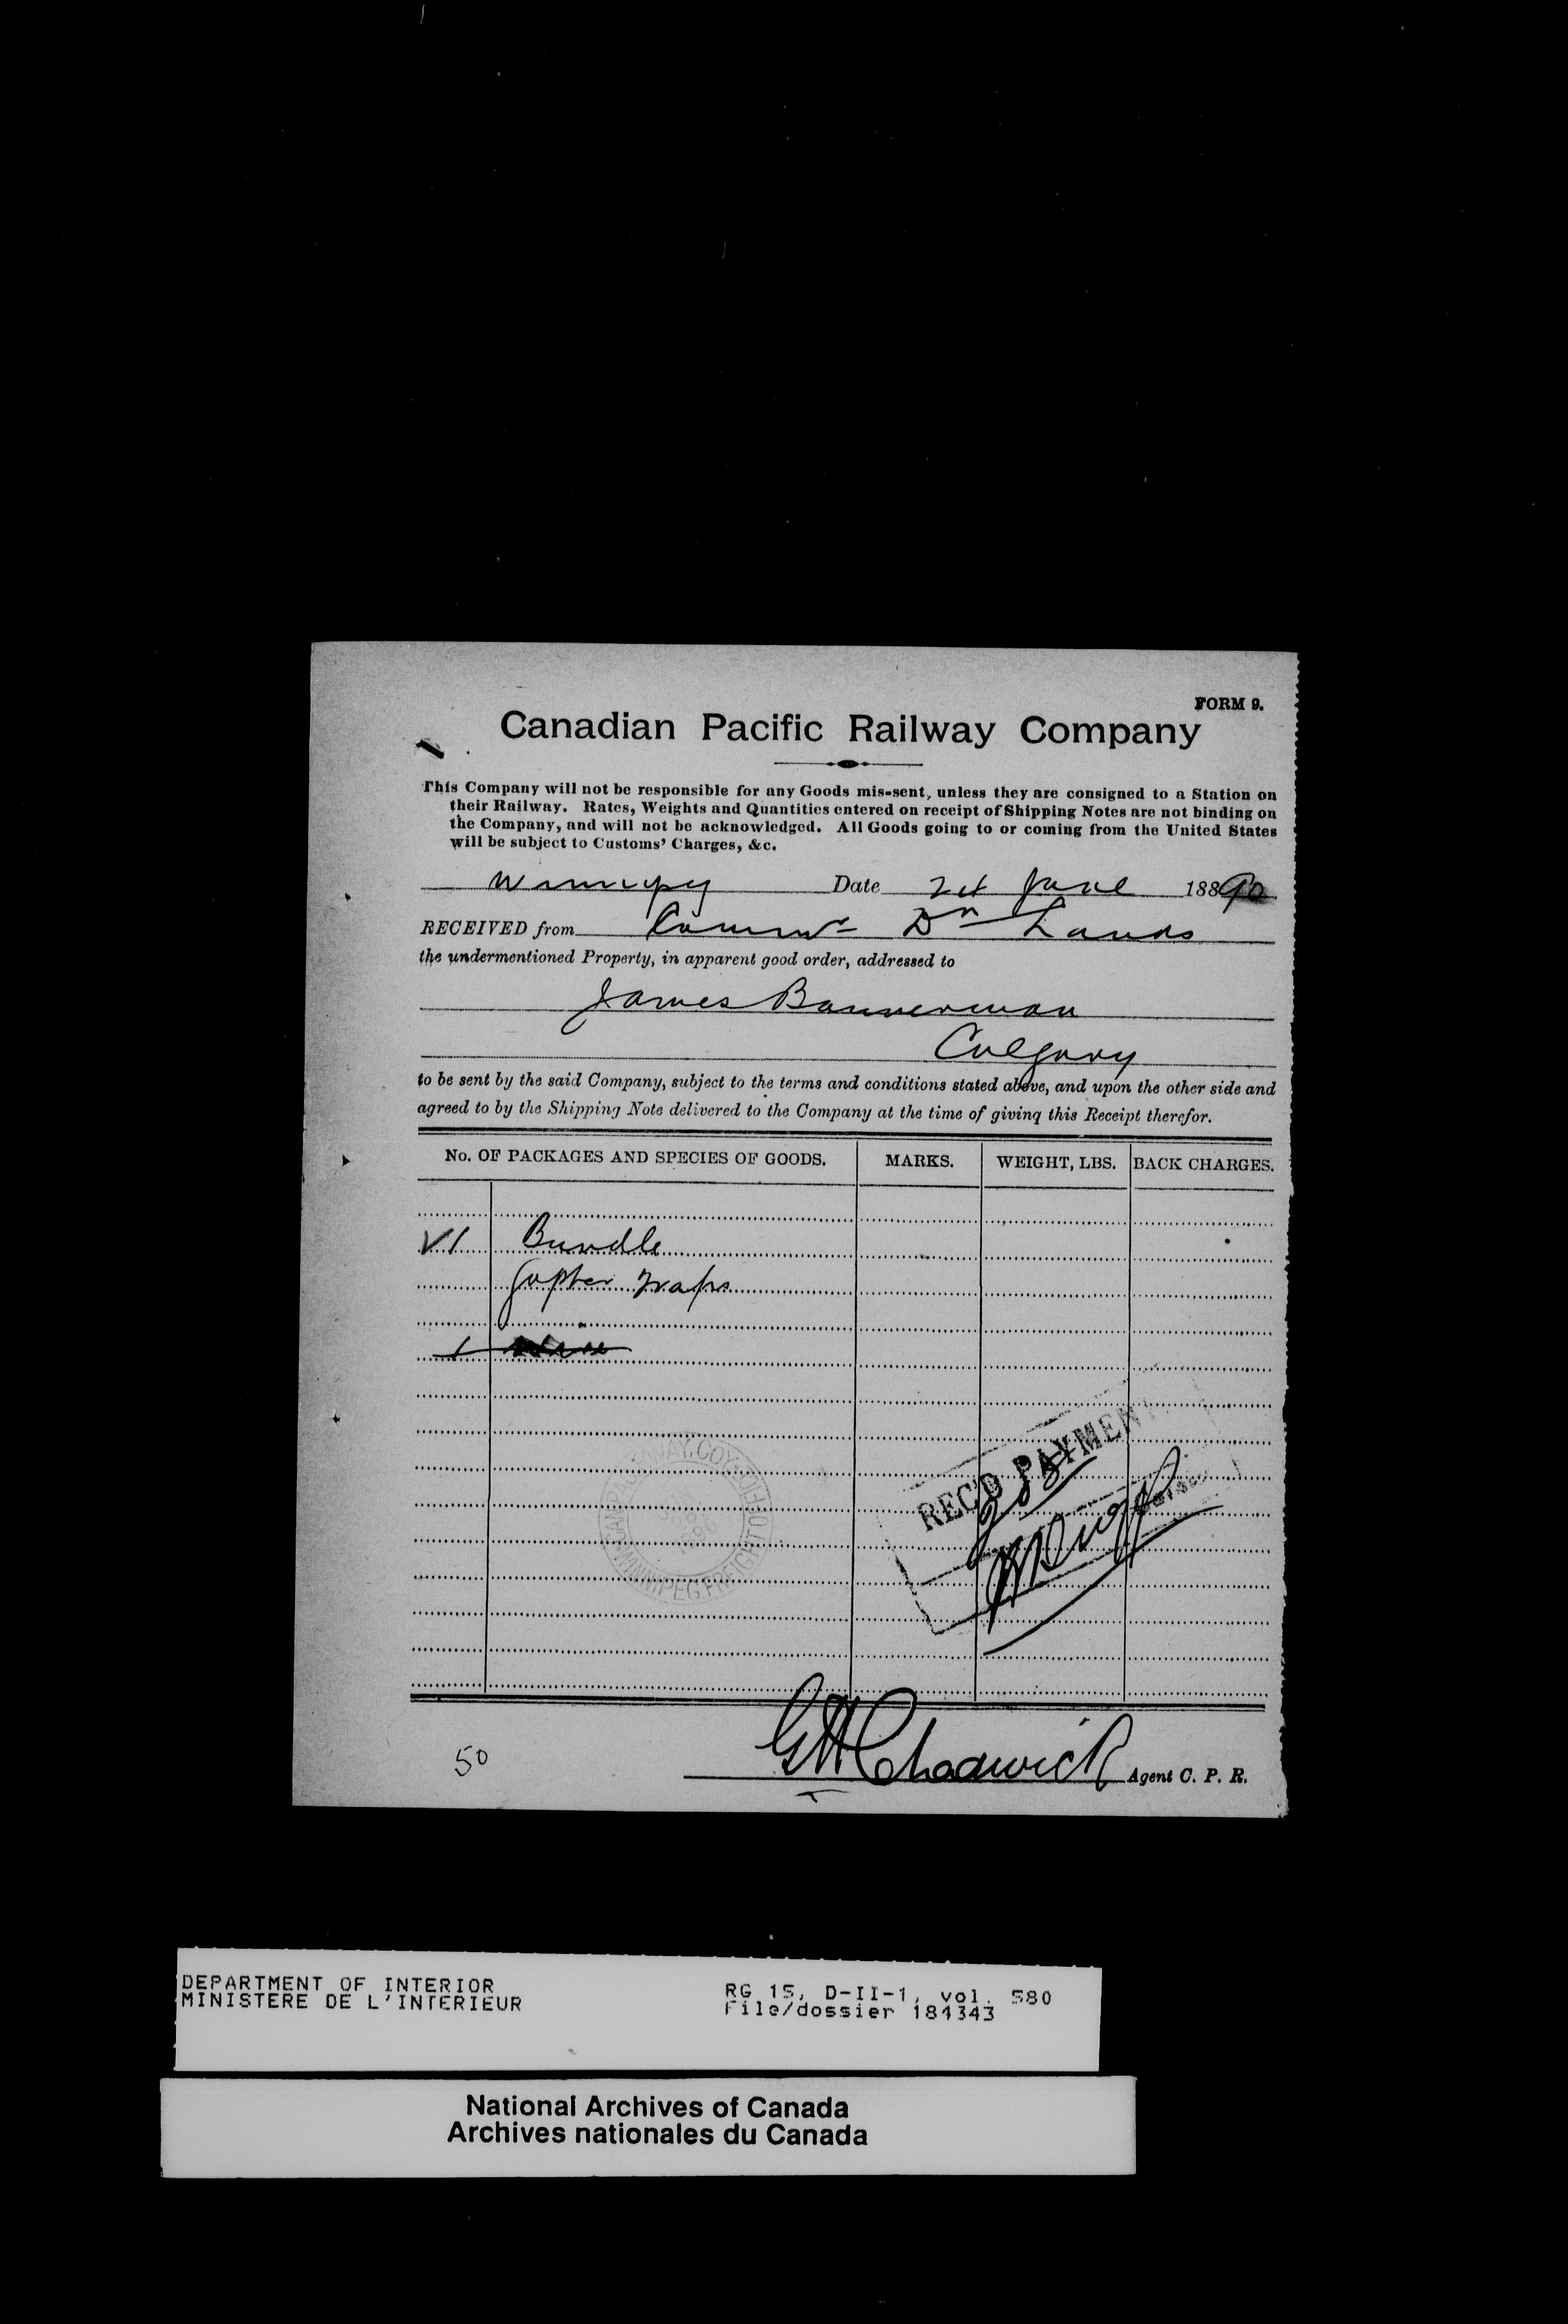 FORM 9.
Canadian Pacific Railway Company
This Company will not be responsible for any Goods mis-sent, unless they are consigned to a Station on
their Railway. Rates, Weights and Quantities entered on receipt of Shipping Notes are not binding on
the Company, and will not be acknowledged. All Goods going to or coming from the United States
will be subject to Customs' Charges, &c.
Winnipeg Date June 1890
RECEIVED from Commr Dn Lands
the undermentioned Property, in apparent good order, addressed to
James Bannerman
Calgary
to be sent by the said Company, subject to the terms and conditions stated above, and upon the other side and
agreed to by the Shipping Note delivered to the Company at the time of giving this Receipt therefor.
No. OF PACKAGES AND SPECIES OF GOODS. MARKS. WEIGHT, LBS. BACK CHARGES.
1 Bundle
Gopher Traps
1
REC'D PAYMENT
WINNIPEG FREIGHT OFFICE
50
GH Chadwick Agent C. P. R.
DEPARTMENT OF INTERIOR
MINISTERE DE L'INTERIEUR
RG 15, D-II-1, vol. 580
File/dossier 184343
National Archives of Canada
Archives nationales du Canada